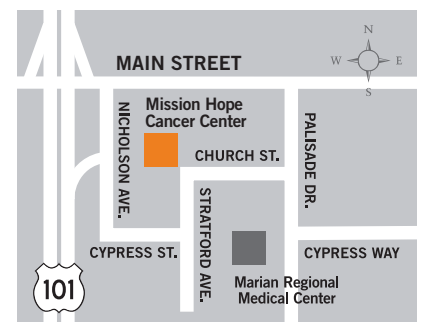 N
W E
S
MAIN STREET
Mission Hope
Cancer Center
NICHOLSON AVE.
PALISADE DR.
CHURCH ST.
STRATFORD AVE.
CYPRESS ST.
CYPRESS WAY
101
Marian Regional
Medical Center